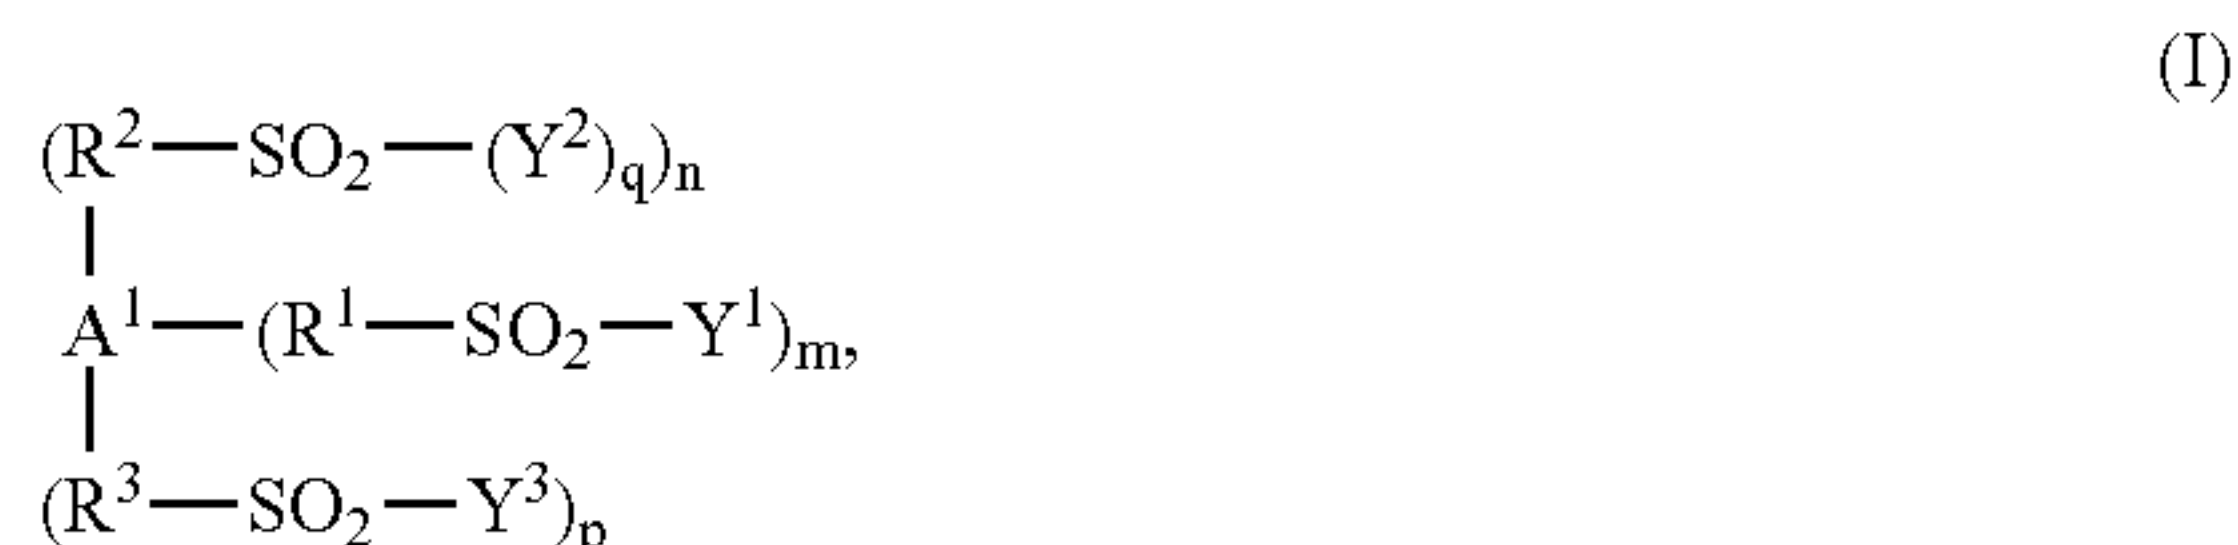 (I)
(R²—SO₂—(Y²)q)n
A¹—(R¹—SO₂—Y¹)m,
(R³—SO₂—Y³)p